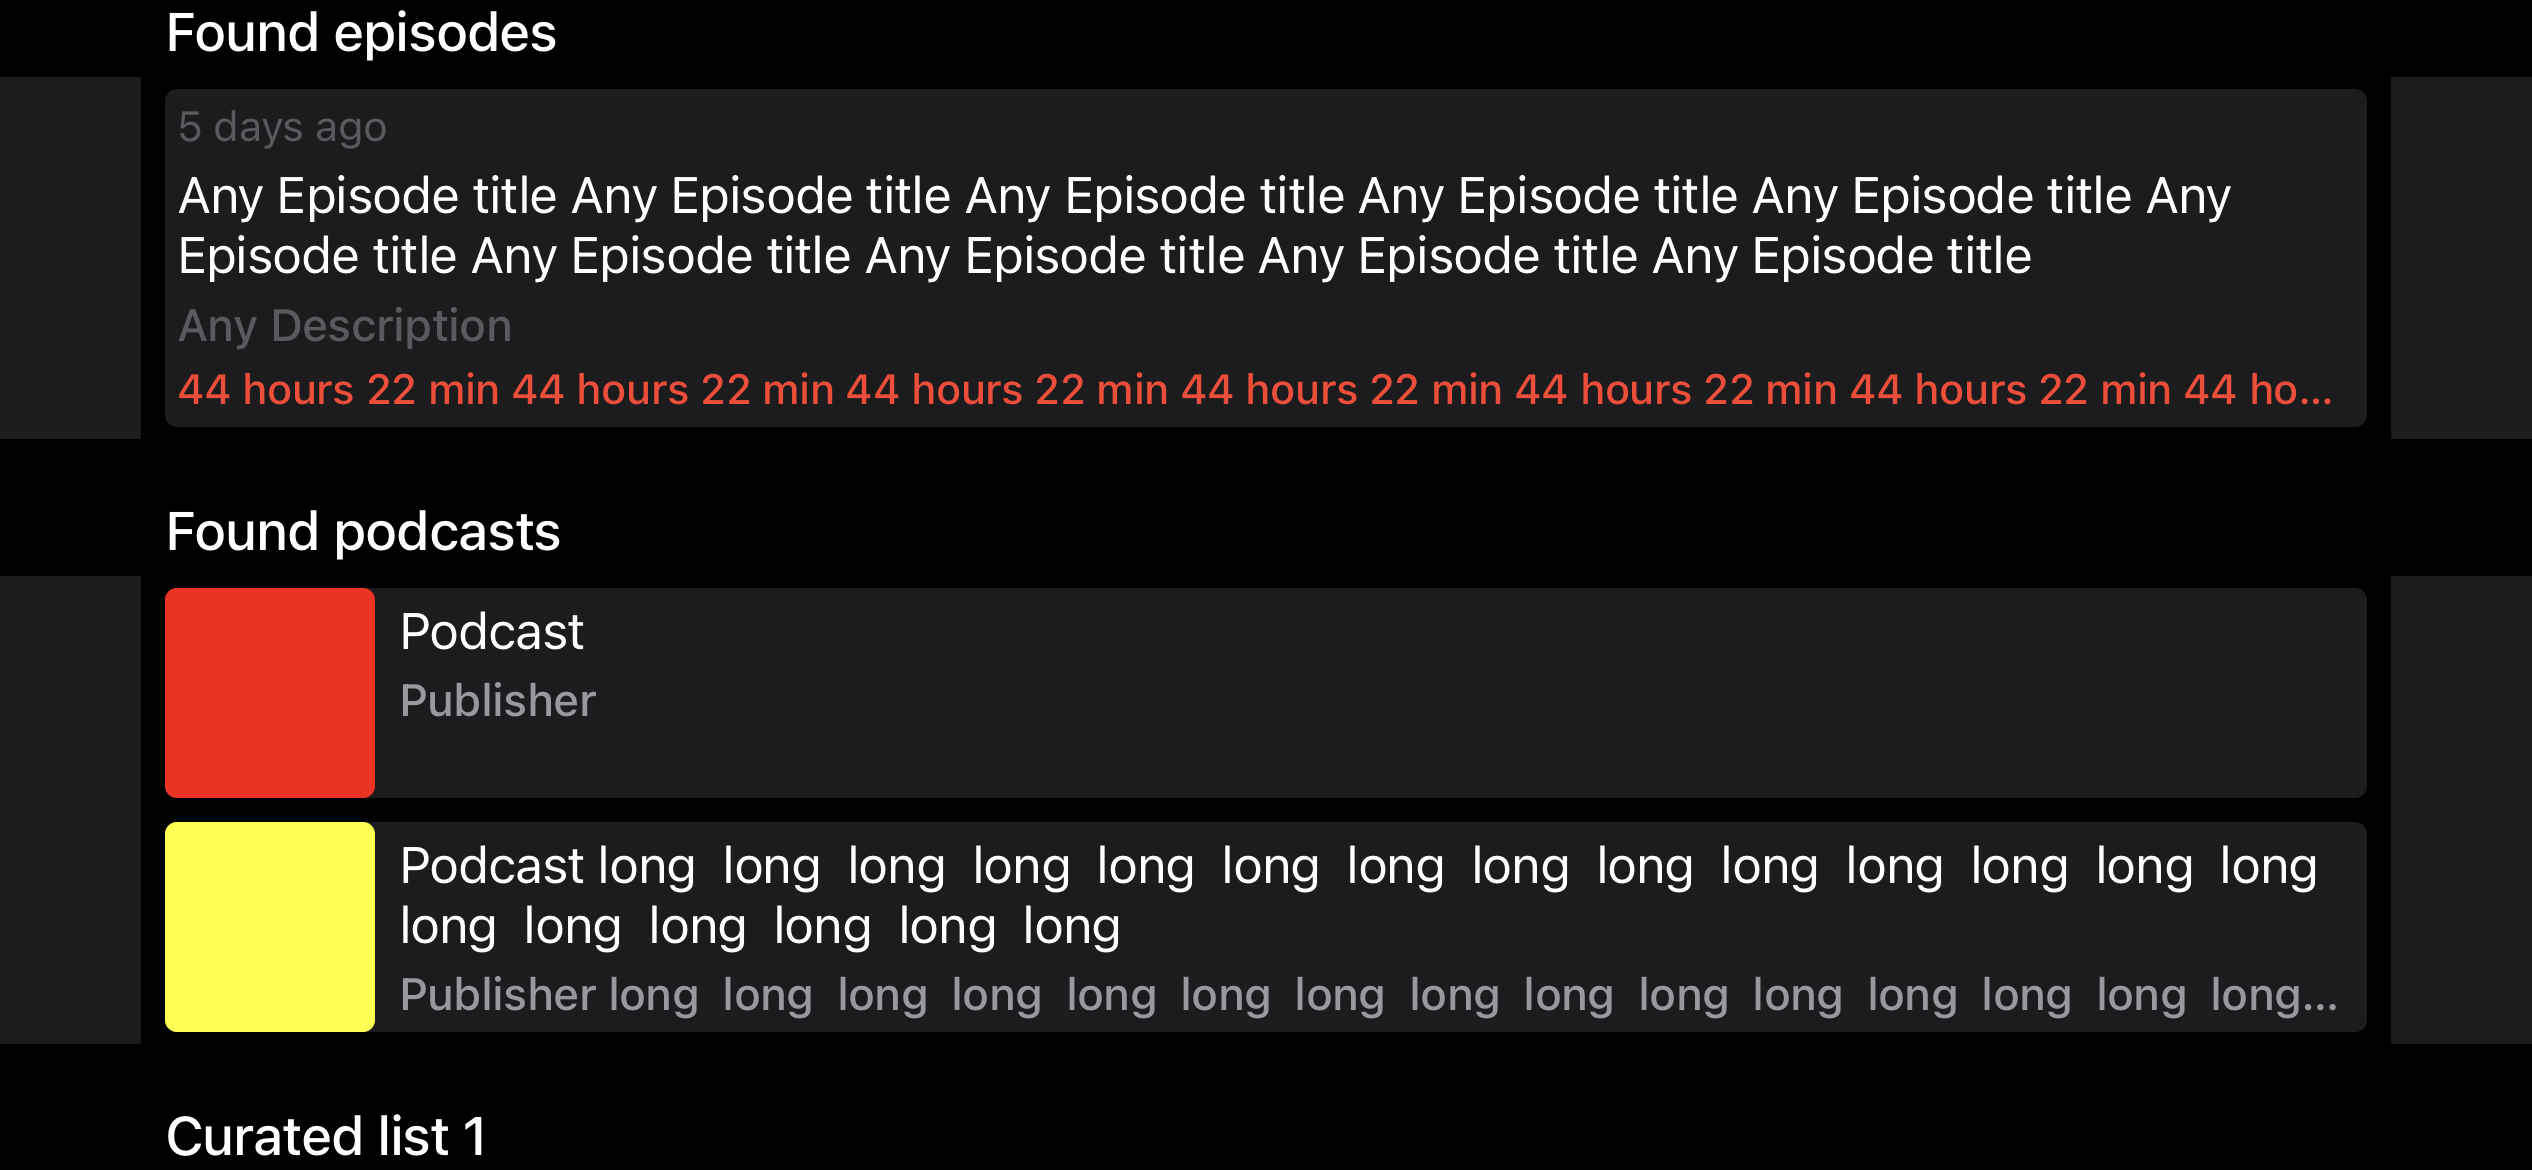 Found episodes
5 days ago
Any Episode title Any Episode title Any Episode title Any Episode title Any Episode title Any
Episode title Any Episode title Any Episode title Any Episode title Any Episode title
Any Description
44 hours 22 min 44 hours 22 min 44 hours 22 min 44 hours 22 min 44 hours 22 min 44 hours 22 min 44 ho...
Found podcasts
Podcast
Publisher
Podcast long long long long long long long long long long long long long long
long long long long long long
Publisher long long long long long long long long long long long long long long long...
Curated list 1